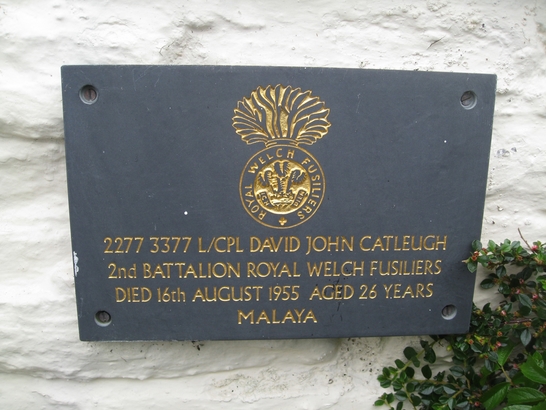 ROYAL WELCH FUSILIERS
2277 3377 L/CPL DAVID JOHN CATLEUGH
2nd BATTALION ROYAL WELCH FUSILIERS
DIED 16th AUGUST 1955 AGED 26 YEARS
MALAYA